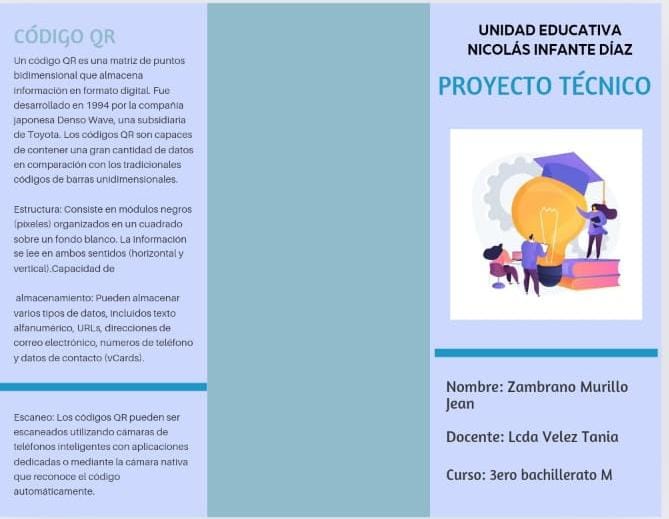 CÓDIGO QR
Un código QR es una matriz de puntos
bidimensional que almacena
información en formato digital. Fue
desarrollado en 1994 por la compañía
japonesa Denso Wave, una subsidiaria
de Toyota. Los códigos QR son capaces
de contener una gran cantidad de datos
en comparación con los tradicionales
códigos de barras unidimensionales.
Estructura: Consiste en módulos negros
(píxeles) organizados en un cuadrado
sobre un fondo blanco. La información
se lee en ambos sentidos (horizontal y
vertical).Capacidad de
almacenamiento: Pueden almacenar
varios tipos de datos, incluidos texto
alfanumérico, URLs, direcciones de
correo electrónico, números de teléfono
y datos de contacto (vCards).
Escaneo: Los códigos QR pueden ser
escaneados utilizando cámaras de
teléfonos inteligentes con aplicaciones
dedicadas o mediante la cámara nativa
que reconoce el código
automáticamente.
UNIDAD EDUCATIVA
NICOLÁS INFANTE DÍAZ
PROYECTO TÉCNICO
Nombre: Zambrano Murillo
Jean
Docente: Lcda Velez Tania
Curso: 3ero bachillerato M